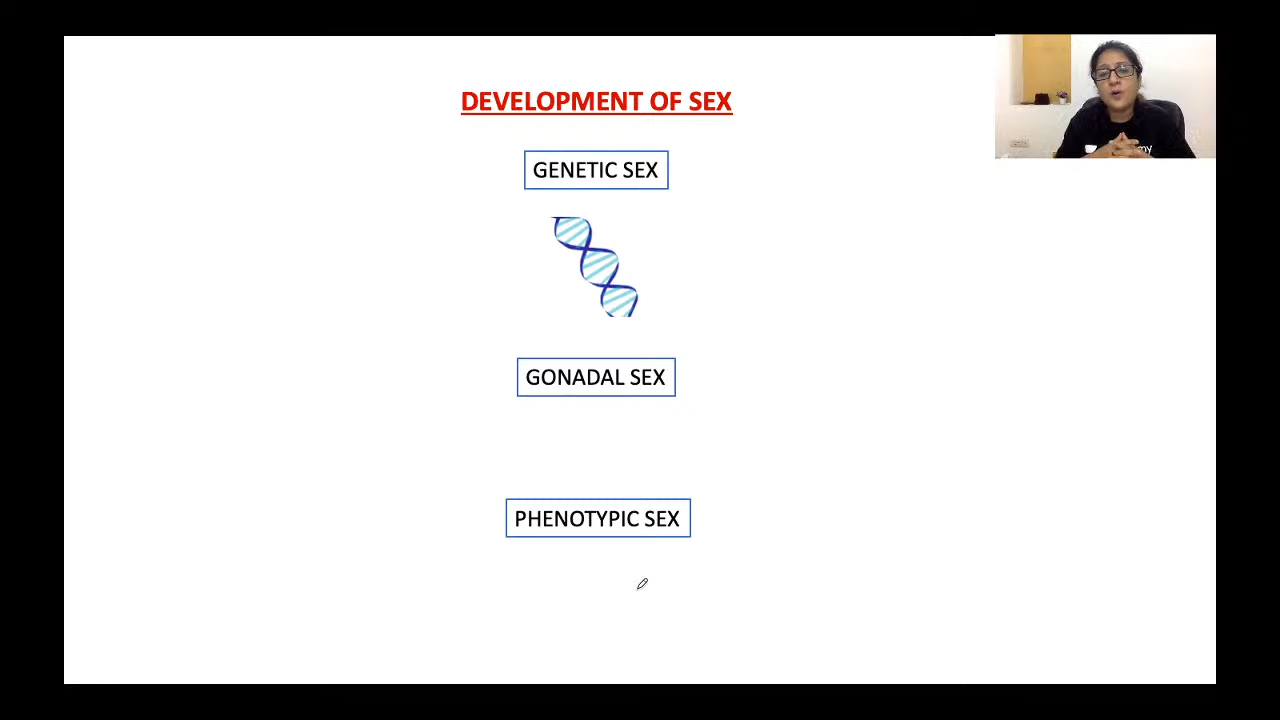 DEVELOPMENT OF SEX
GENETIC SEX
GONADAL SEX
PHENOTYPIC SEX